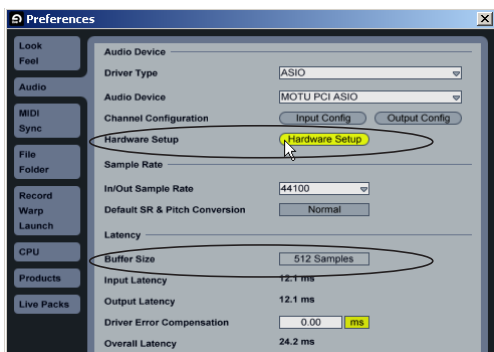 Preferences
Look
Feel
Audio
MIDI
Sync
File
Folder
Record
Warp
Launch
CPU
Products
Live Packs
Audio Device
Driver Type ASIO
Audio Device MOTU PCI ASIO
Channel Configuration Input Config Output Config
Hardware Setup Hardware Setup
Sample Rate
In/Out Sample Rate 44100
Default SR & Pitch Conversion Normal
Latency
Buffer Size 512 Samples
Input Latency 12.1 ms
Output Latency 12.1 ms
Driver Error Compensation 0.00 ms
Overall Latency 24.2 ms